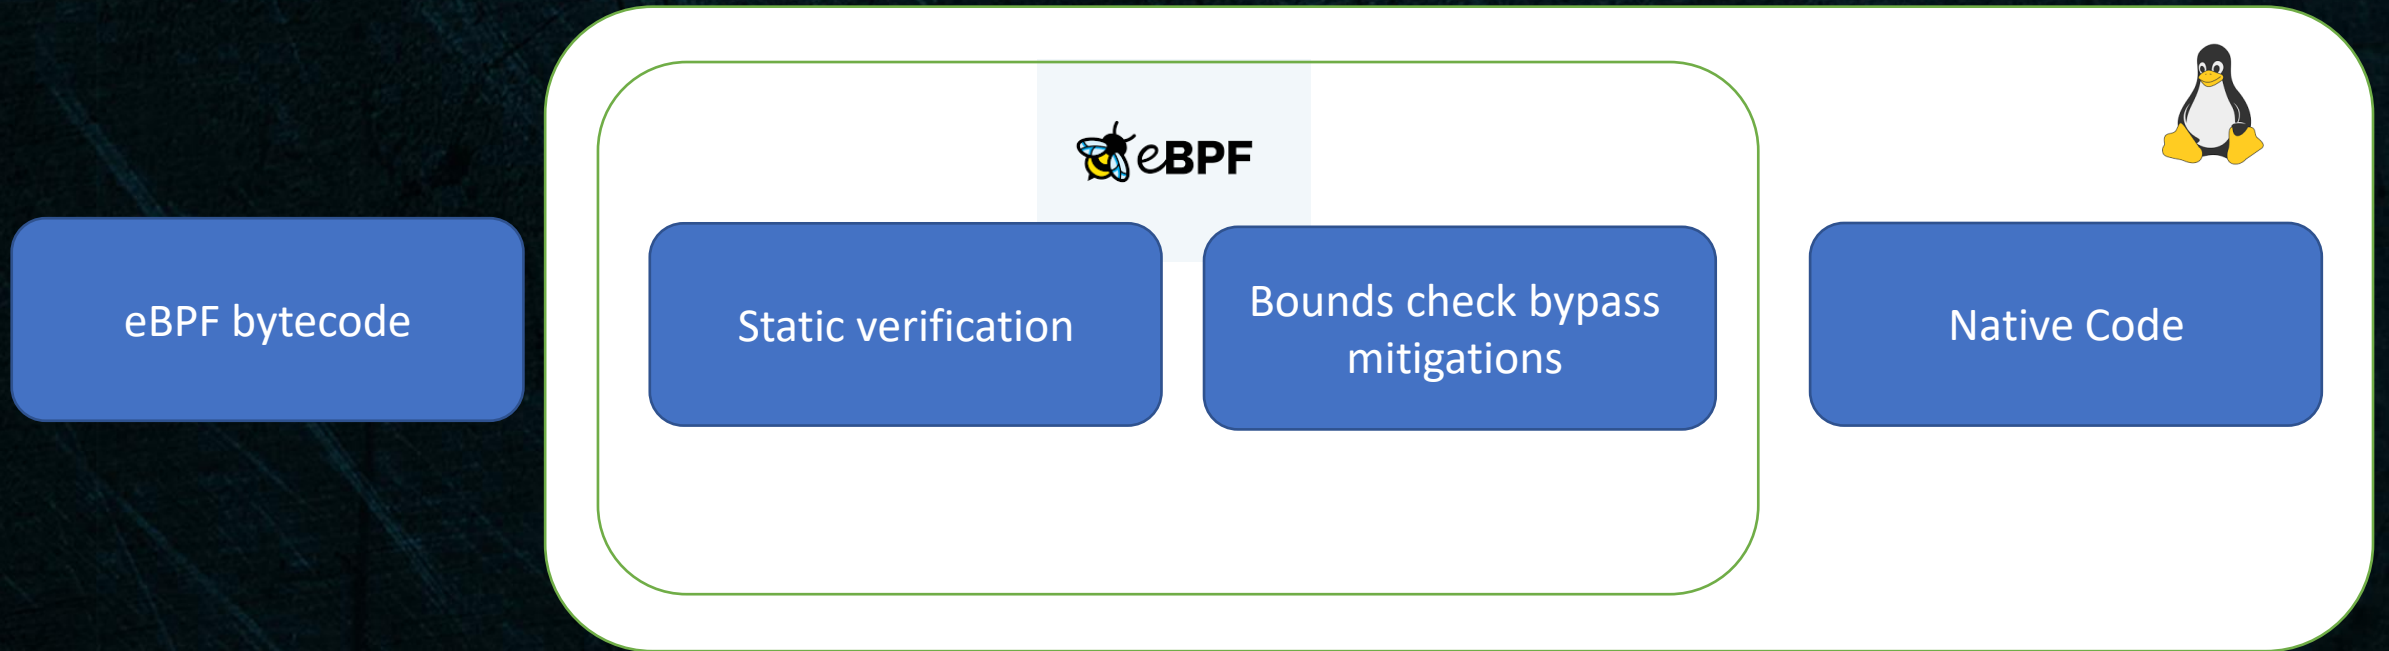 eBPF
eBPF bytecode
Static verification
Bounds check bypass
mitigations
Native Code